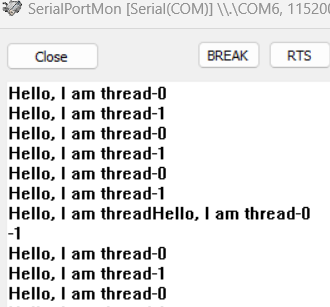 SerialPortMon [Serial(COM)] \\.\COM6, 115200
Close
BREAK
RTS
Hello, I am thread-0
Hello, I am thread-1
Hello, I am thread-0
Hello, I am thread-1
Hello, I am thread-0
Hello, I am thread-1
Hello, I am threadHello, I am thread-0
-1
Hello, I am thread-0
Hello, I am thread-1
Hello, I am thread-0